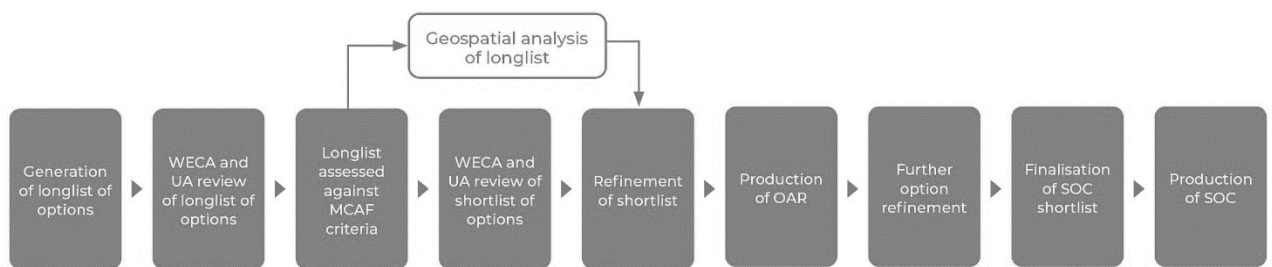 Geospatial analysis
of longlist
Generation
of longlist of
options
WECA and
UA review
of longlist of
options
Longlist
assessed
against
MCAF
criteria
WECA and
UA review of
shortlist of
options
Refinement
of shortlist
Production
of OAR
Further
option
refinement
Finalisation
of SOC
shortlist
Production
of SOC